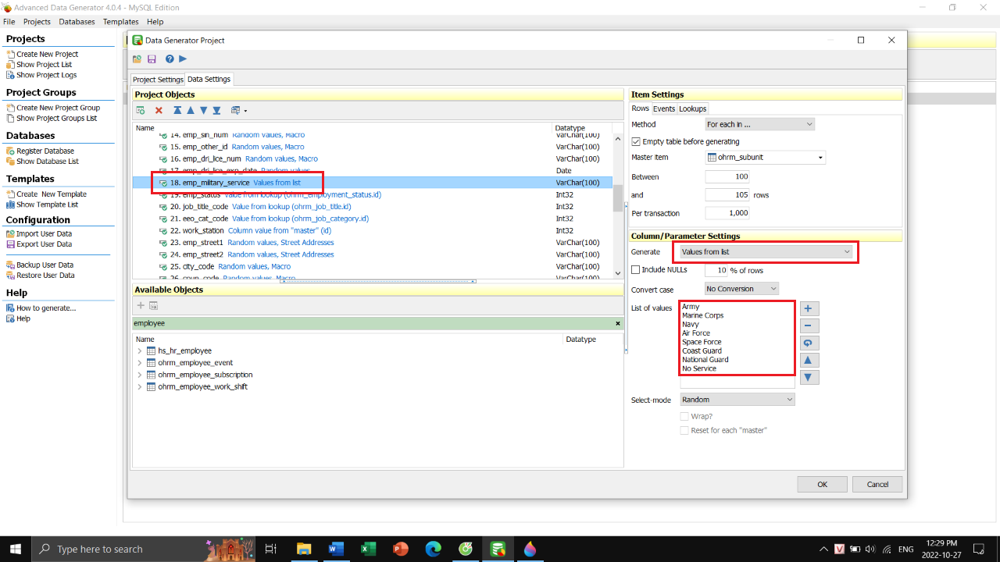 Advanced Data Generator 4.0.4 - MySQL Edition
File Projects Databases Templates Help
Projects
Create New Project
Show Project List
Show Project Logs
Project Groups
Create New Project Group
Show Project Groups List
Databases
Register Database
Show Database List
Templates
Create New Template
Show Template List
Configuration
Import User Data
Export User Data
Backup User Data
Restore User Data
Help
How to generate...
Help
Data Generator Project
Project Settings Data Settings
Project Objects
Name Datatype
14. emp_sin_num Random values, Macro VarChar(100)
15. emp_other_id Random values, Macro VarChar(100)
16. emp_dri_lice_num Random values, Macro VarChar(100)
17. emp_dri_lice_exp_date Random values Date
18. emp_military_service Values from list VarChar(100)
19. emp_status Value from lookup (ohrm_employment_status.id) Int32
20. job_title_code Value from lookup (ohrm_job_title.id) Int32
21. eeo_cat_code Value from lookup (ohrm_job_category.id) Int32
22. work_station Column value from "master" (id) Int32
23. emp_street1 Random values, Street Addresses VarChar(100)
24. emp_street2 Random values, Street Addresses VarChar(100)
25. city_code Random values, Macro VarChar(100)
26. coun_code Random values, Macro VarChar(100)
Available Objects
employee
Name Datatype
hs_hr_employee
ohrm_employee_event
ohrm_employee_subscription
ohrm_employee_work_shift
Item Settings
Rows Events Lookups
Method For each in ...
Empty table before generating
Master item ohrm_subunit
Between 100
and 105 rows
Per transaction 1,000
Column/Parameter Settings
Generate Values from list
Include NULLs 10 % of rows
Convert case No Conversion
List of values
Army
Marine Corps
Navy
Air Force
Space Force
Coast Guard
National Guard
No Service
Select-mode Random
Wrap?
Reset for each "master"
OK Cancel
Type here to search
ENG
12:29 PM
2022-10-27